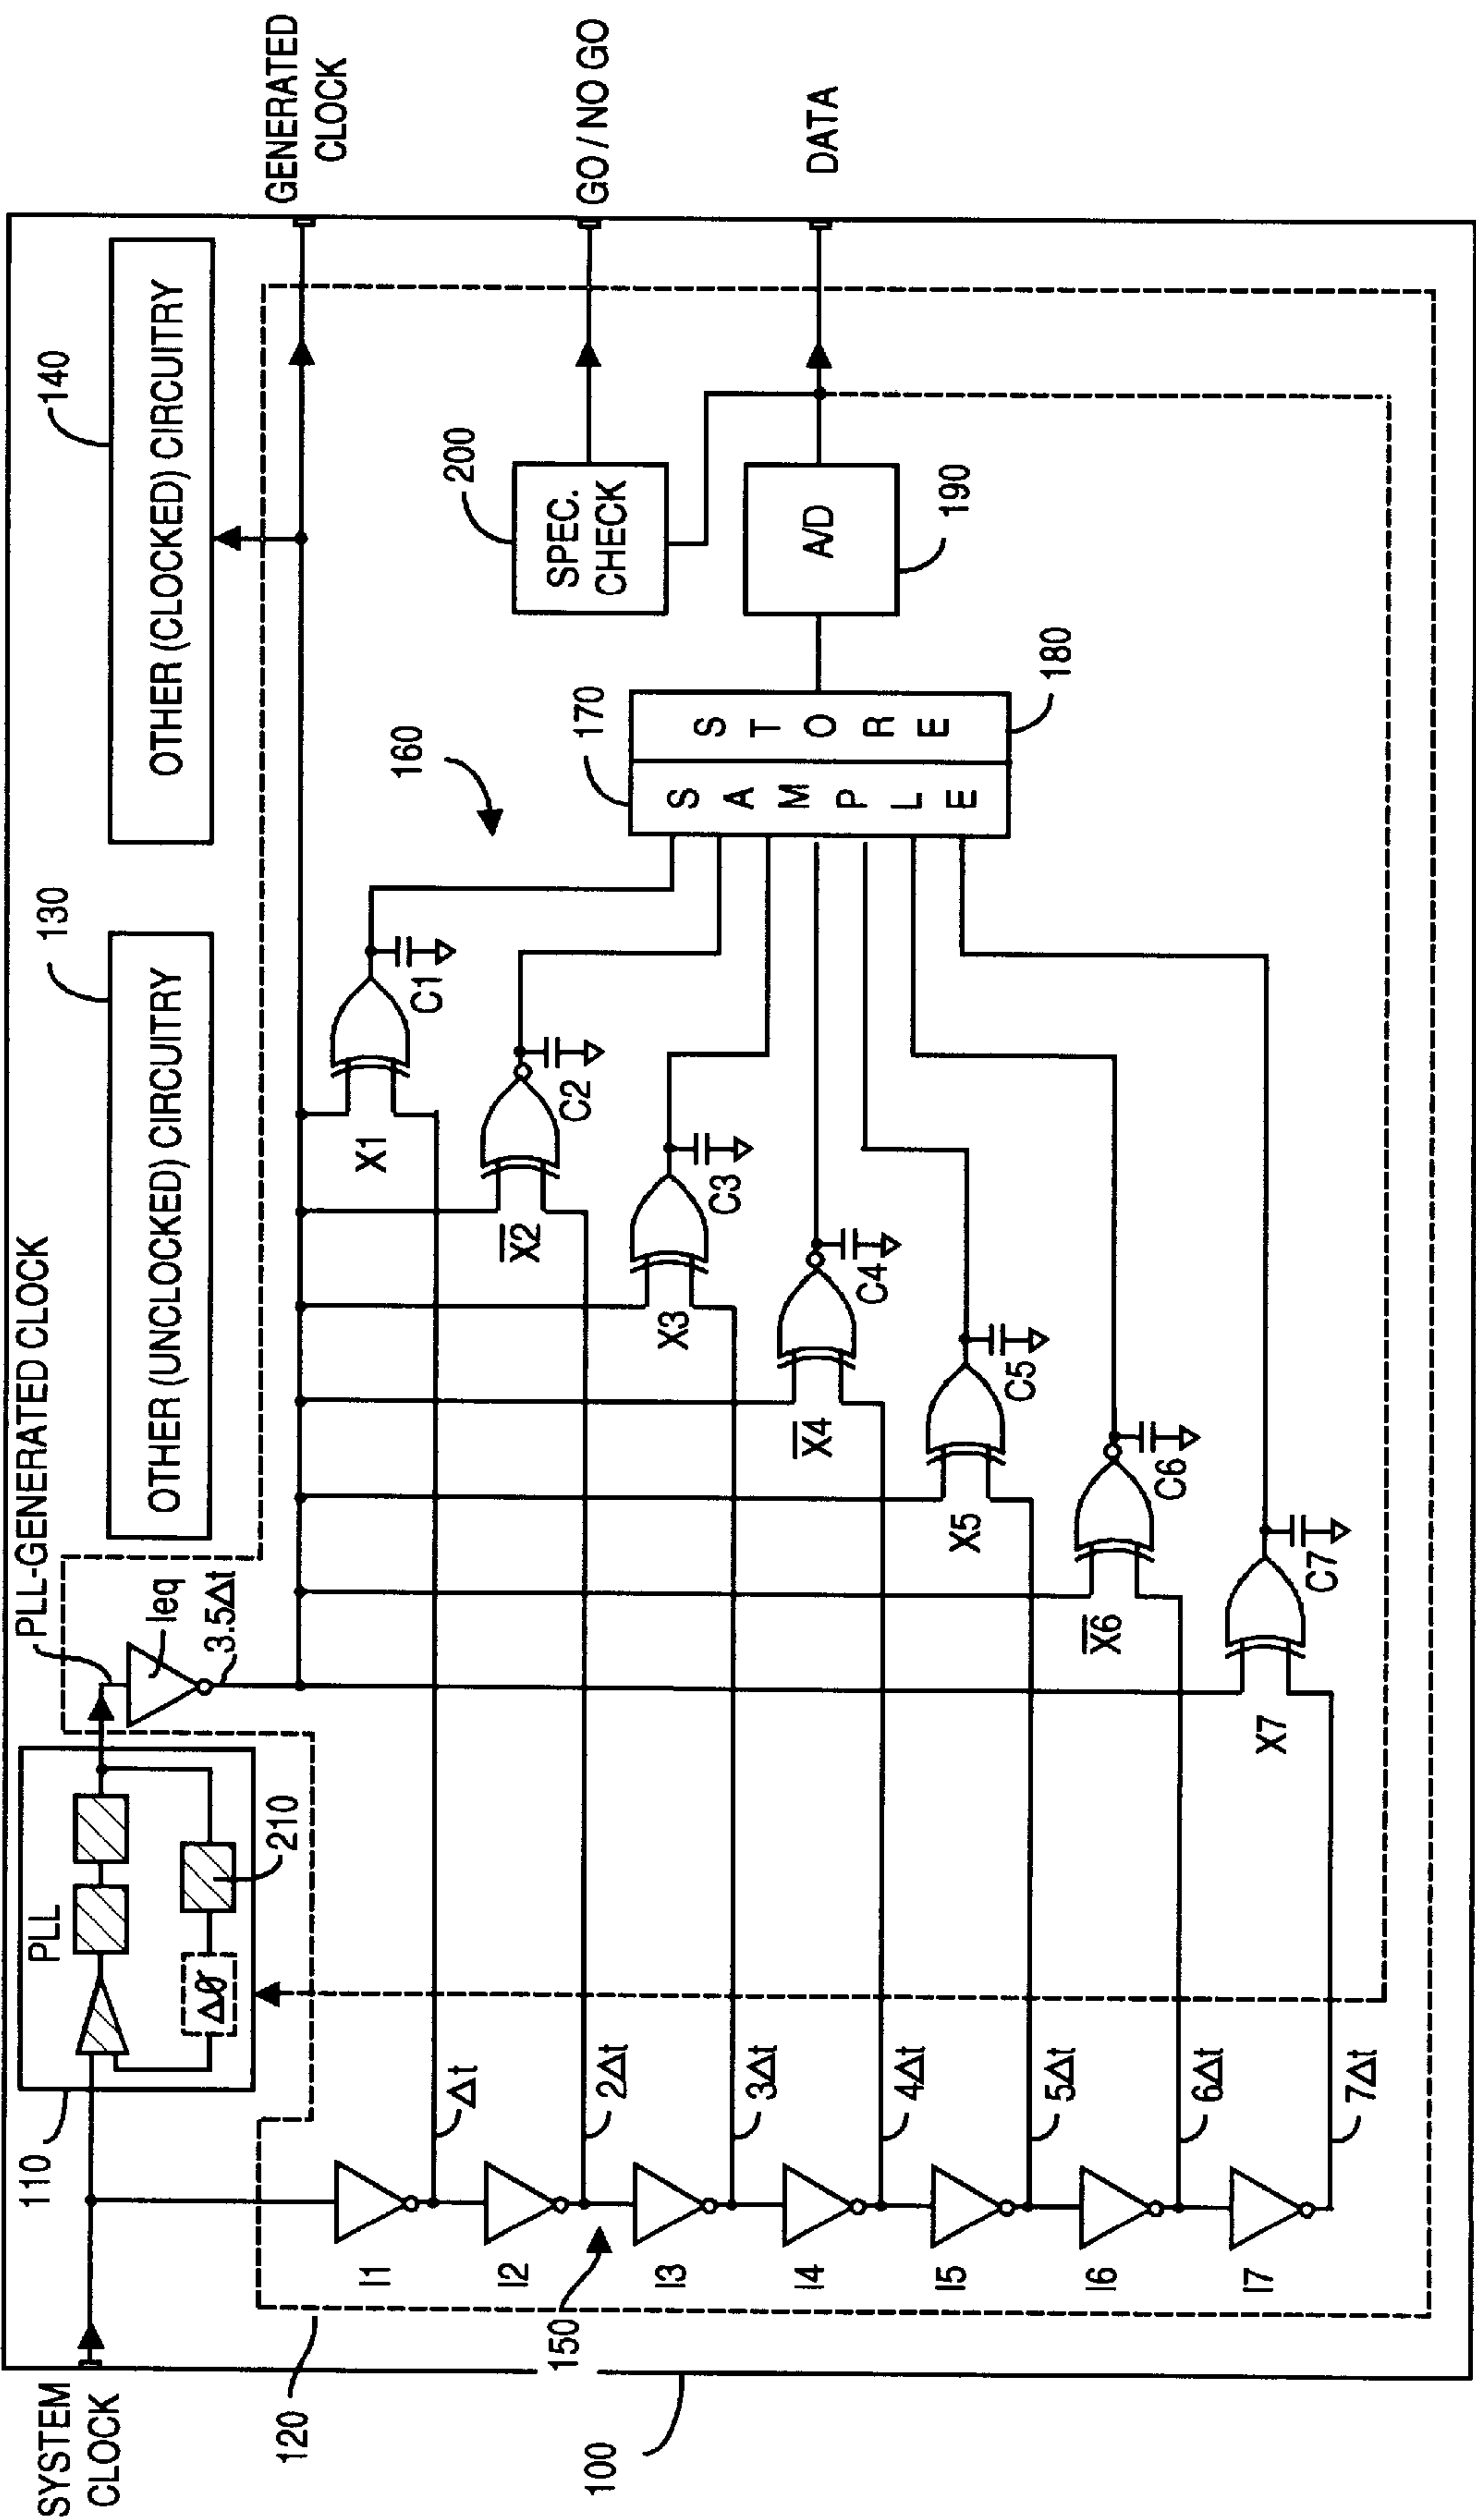 SYSTEM
CLOCK
110
PLL
Δø
210
PLL-GENERATED CLOCK
Ieq
3.5Δt
130
OTHER (UNCLOCKED) CIRCUITRY
140
OTHER (CLOCKED) CIRCUITRY
GENERATED
CLOCK
120
I1
Δt
X1
C1
160
I2
2Δt
X2
C2
200
SPEC.
CHECK
GO / NO GO
150
I3
3Δt
X3
C3
170
SAMPLE
STORE
180
I4
4Δt
X4
C4
A/D
190
DATA
I5
5Δt
X5
C5
I6
6Δt
X6
C6
I7
7Δt
X7
C7
100